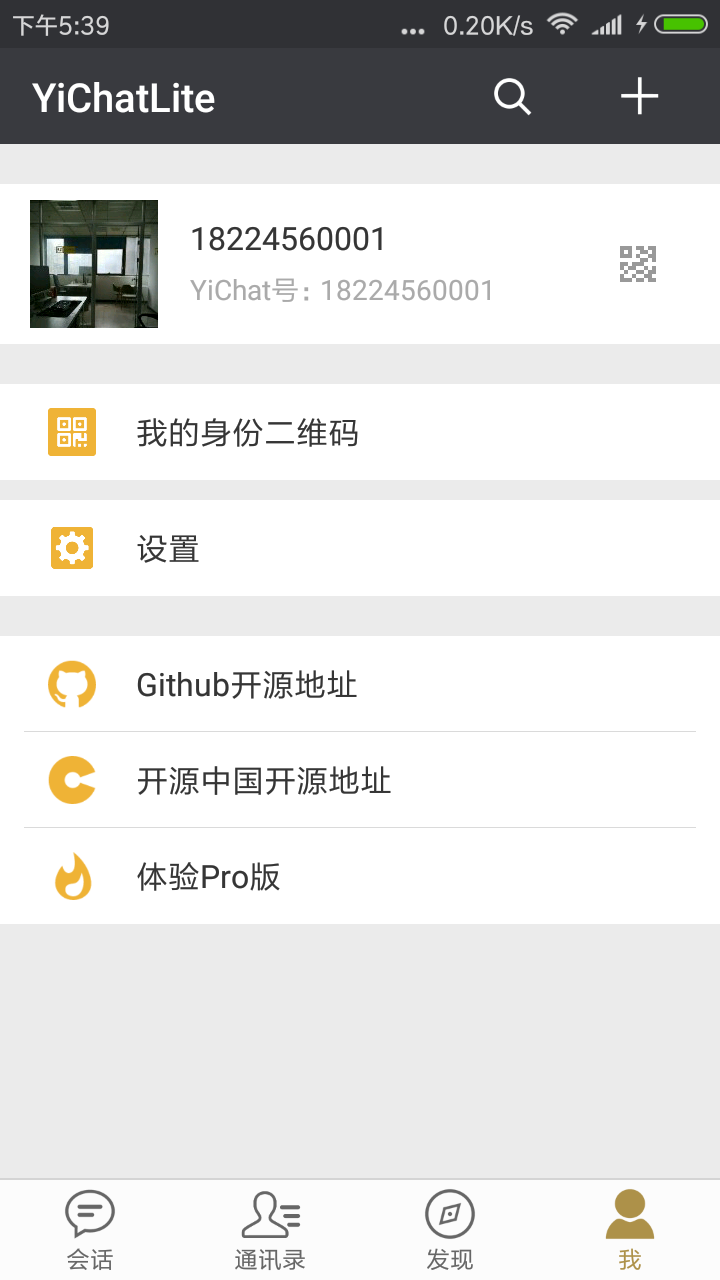 下午5:39 ... 0.20K/s
YiChatLite
18224560001
YiChat号：18224560001
我的身份二维码
设置
Github开源地址
开源中国开源地址
体验Pro版
会话 通讯录 发现 我